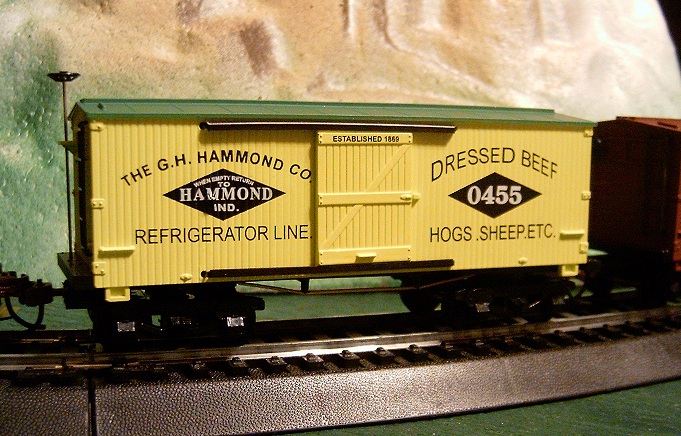 THE G.H. HAMMOND CO.
WHEN EMPTY RETURN
TO
HAMMOND
IND.
REFRIGERATOR LINE.
ESTABLISHED 1869
DRESSED BEEF
0455
HOGS.SHEEP.ETC.